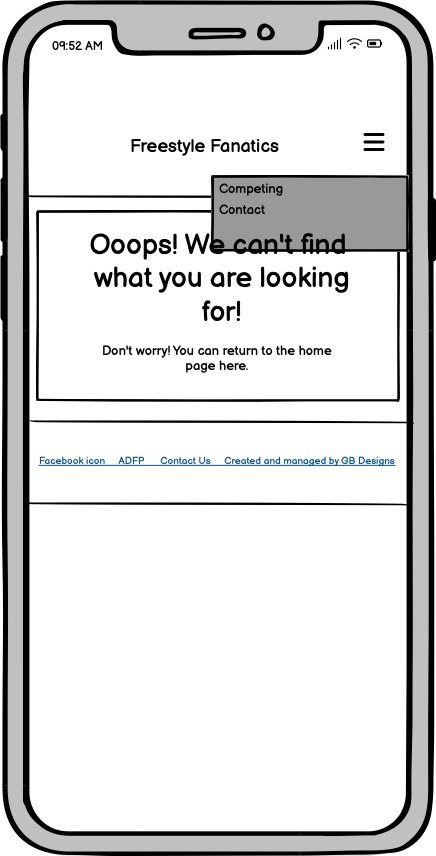 09:52 AM
Freestyle Fanatics
Competing
Contact
Ooops! We can't find
what you are looking
for!
Don't worry! You can return to the home
page here.
Facebook icon ADFP Contact Us Created and managed by GB Designs